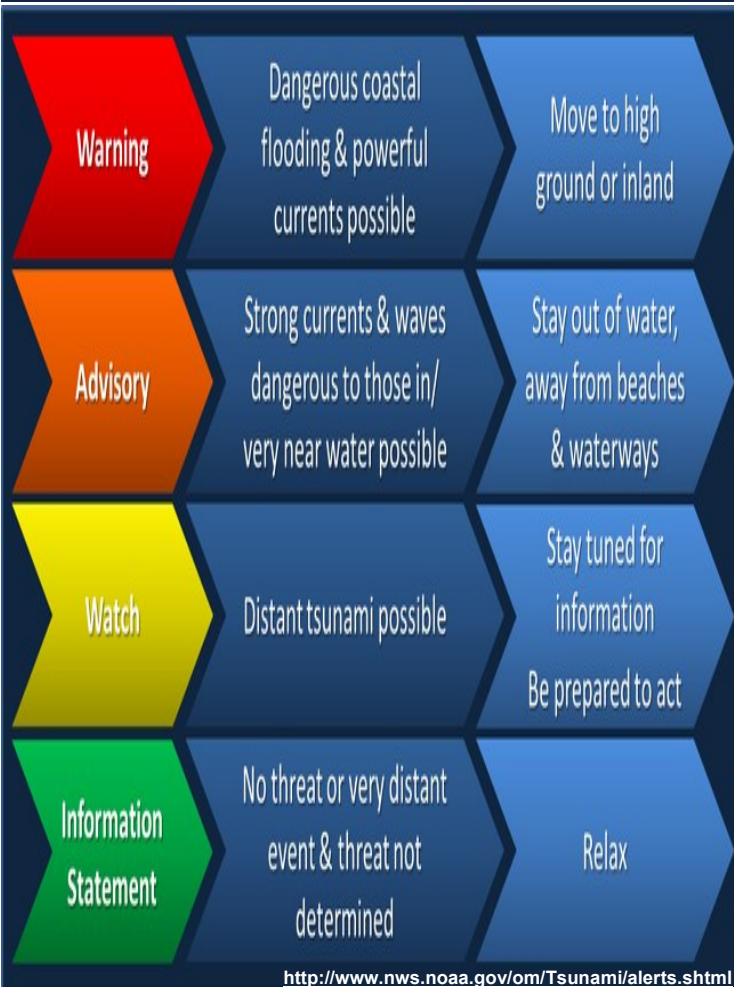 Warning
Dangerous coastal
flooding & powerful
currents possible
Move to high
ground or inland
Advisory
Strong currents & waves
dangerous to those in/
very near water possible
Stay out of water,
away from beaches
& waterways
Watch
Distant tsunami possible
Stay tuned for
information
Be prepared to act
Information
Statement
No threat or very distant
event & threat not
determined
Relax
http://www.nws.noaa.gov/om/Tsunami/alerts.shtml